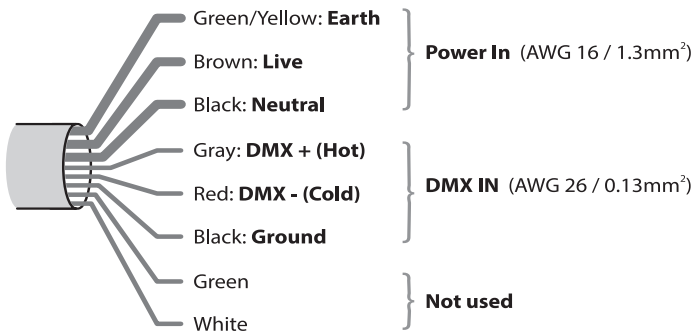 Green/Yellow: Earth
Brown: Live
Black: Neutral
Power In (AWG 16 / 1.3mm²)
Gray: DMX + (Hot)
Red: DMX - (Cold)
Black: Ground
DMX IN (AWG 26 / 0.13mm²)
Green
White
Not used